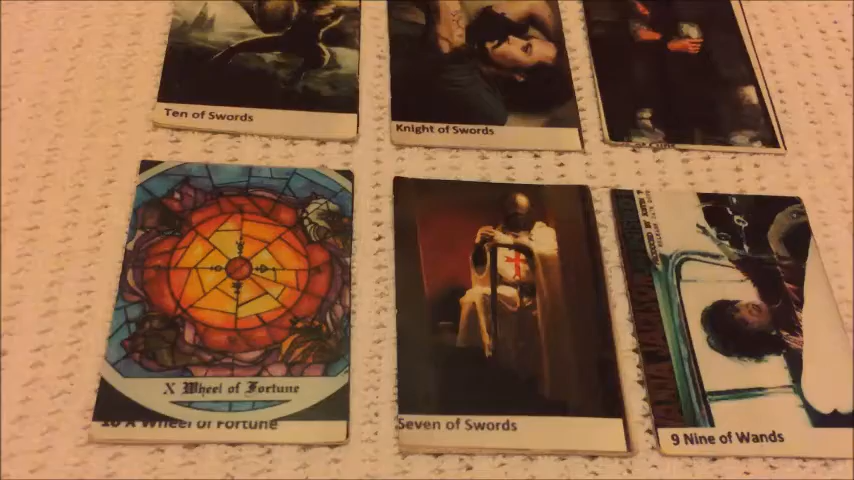 Ten of Swords
Knight of Swords
X Wheel of Fortune
10 A Wheel of Fortune
Seven of Swords
9 Nine of Wands